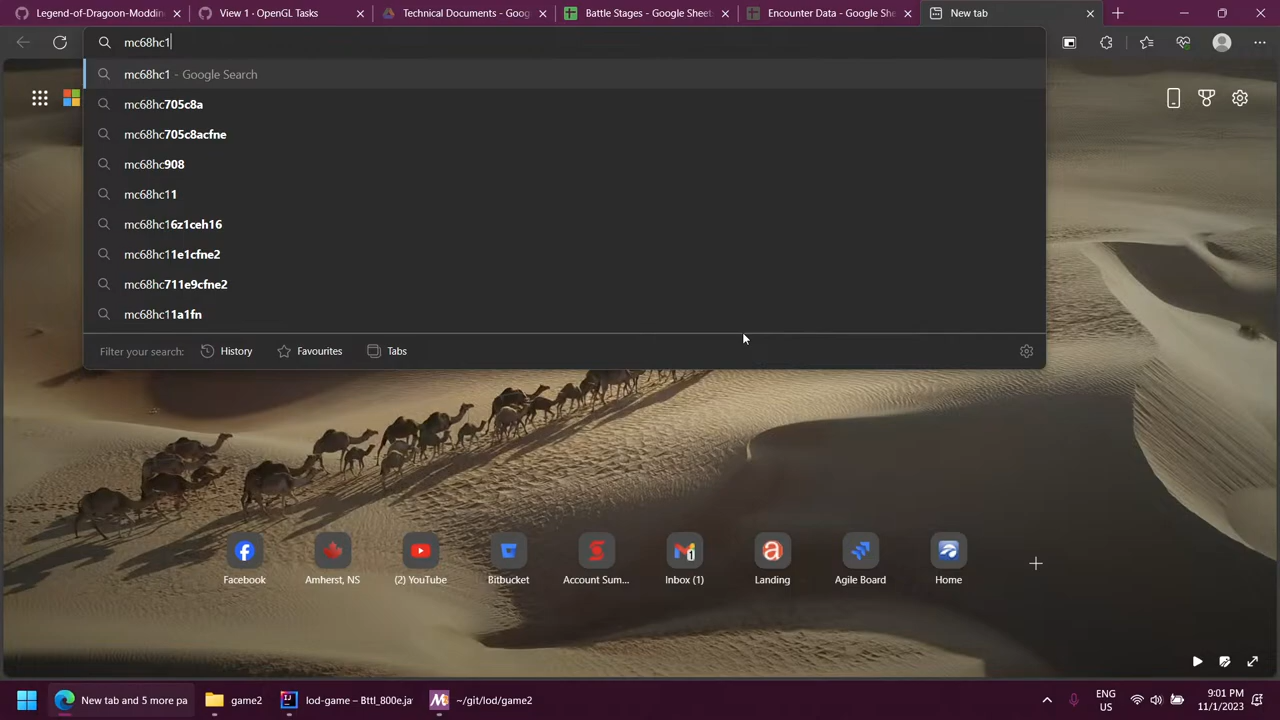 Legend-of-Dragoon-Moddin
View 1 · OpenGL Tasks
Technical Documents - Goog
Battle Stages - Google Sheets
Encounter Data - Google She
New tab
mc68hc1
mc68hc1 - Google Search
mc68hc705c8a
mc68hc705c8acfne
mc68hc908
mc68hc11
mc68hc16z1ceh16
mc68hc11e1cfne2
mc68hc711e9cfne2
mc68hc11a1fn
Filter your search:
History
Favourites
Tabs
Facebook
Amherst, NS
(2) YouTube
Bitbucket
Account Sum...
Inbox (1)
Landing
Agile Board
Home
New tab and 5 more pa
game2
lod-game – Bttl_800e.ja
~/git/lod/game2
ENG
US
9:01 PM
11/1/2023